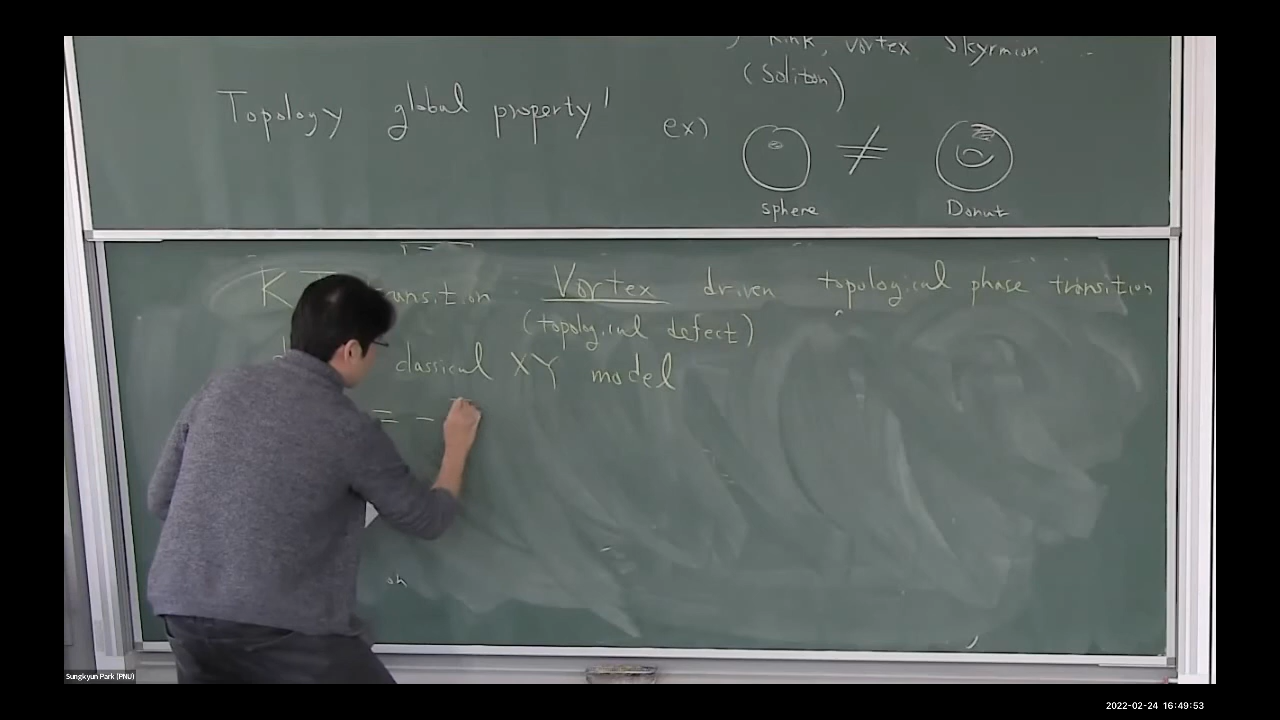 kink, vortex, Skyrmion ..
(Soliton)
Topology global property!
ex)
≠
sphere
Donut
K T transition : Vortex driven topological phase transition
(topological defect)
classical XY model
= -
Sungkyun Park (PNU)
2022-02-24 16:49:53